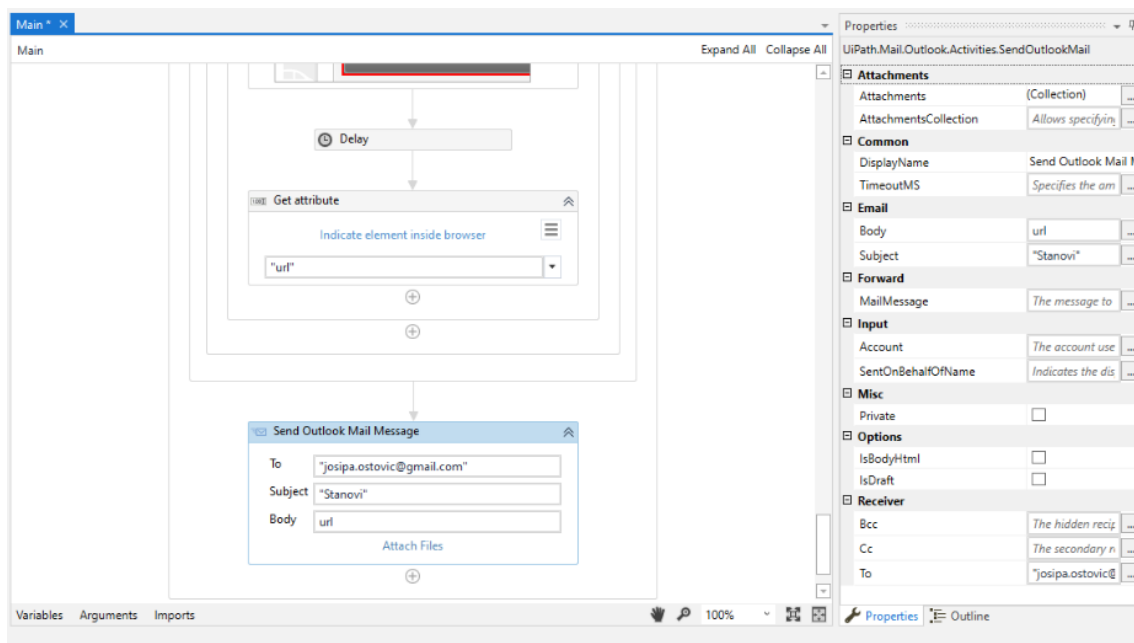 Main * ×
Main
Expand All Collapse All
Delay
Get attribute
Indicate element inside browser
"url"
Send Outlook Mail Message
To "josipa.ostovic@gmail.com"
Subject "Stanovi"
Body url
Attach Files
Variables Arguments Imports
100%
Properties
UiPath.Mail.Outlook.Activities.SendOutlookMail
Attachments
Attachments (Collection) ...
AttachmentsCollection Allows specifying ...
Common
DisplayName Send Outlook Mail M
TimeoutMS Specifies the am ...
Email
Body url ...
Subject "Stanovi" ...
Forward
MailMessage The message to ...
Input
Account The account use ...
SentOnBehalfOfName Indicates the dis ...
Misc
Private
Options
IsBodyHtml
IsDraft
Receiver
Bcc The hidden recip ...
Cc The secondary r ...
To "josipa.ostovic@ ...
Properties Outline